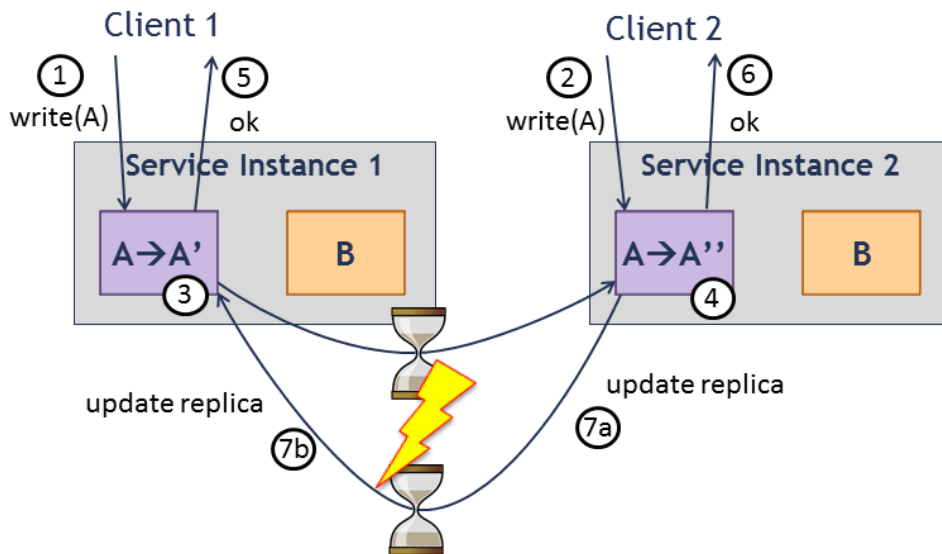 Client 1
Client 2
1
5
2
6
write(A)
ok
write(A)
ok
Service Instance 1
Service Instance 2
A→A’
B
A→A’’
B
3
4
update replica
update replica
7b
7a